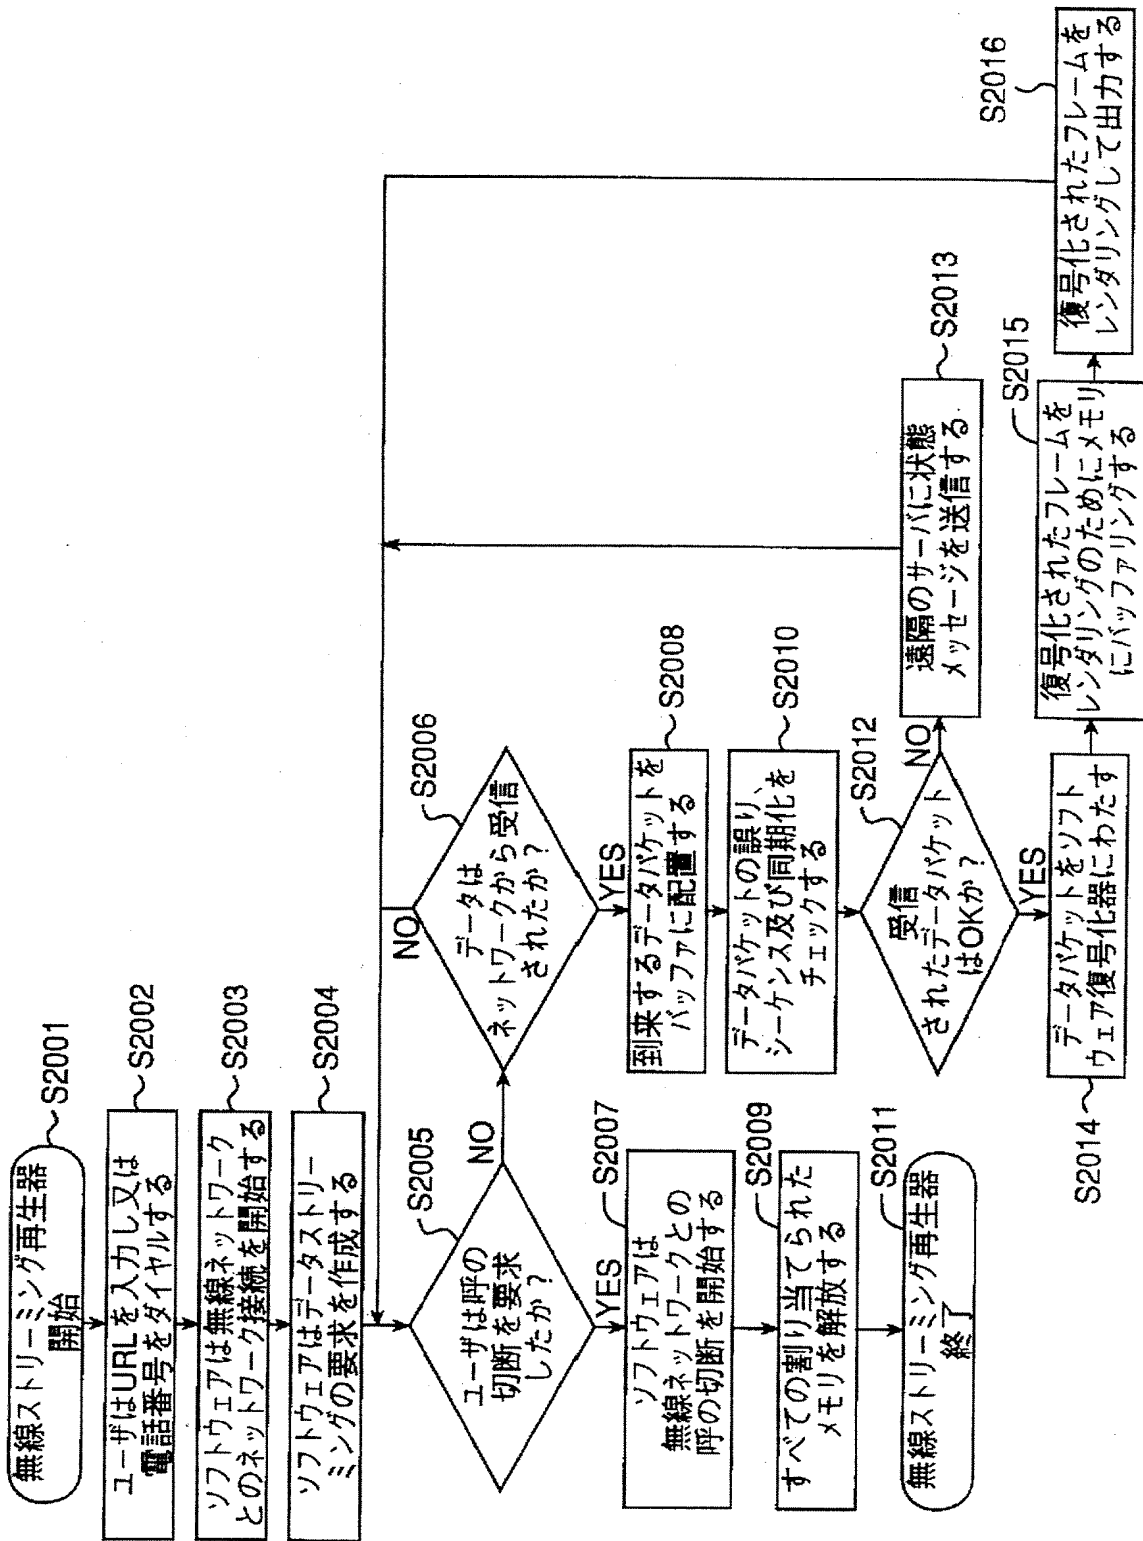 無線ストリーミング再生器
開始
S2001
ユーザはURLを入力し又は
電話番号をダイヤルする
S2002
ソフトウェアは無線ネットワーク
とのネットワーク接続を開始する
S2003
ソフトウェアはデータストリー
ミングの要求を作成する
S2004
ユーザは呼の
切断を要求
したか?
S2005
NO
YES
データは
ネットワークから受信
されたか?
S2006
NO
YES
ソフトウェアは
無線ネットワークとの
呼の切断を開始する
S2007
到来するデータパケットを
バッファに配置する
S2008
すべての割り当てられた
メモリを解放する
S2009
データパケットの誤り、
シーケンス及び同期化を
チェックする
S2010
無線ストリーミング再生器
終了
S2011
受信
されたデータパケット
はOKか?
S2012
NO
YES
遠隔のサーバに状態
メッセージを送信する
S2013
データパケットをソフト
ウェア復号化器にわたす
S2014
復号化されたフレームを
レンダリングのためにメモリ
にバッファリングする
S2015
復号化されたフレームを
レンダリングして出力する
S2016